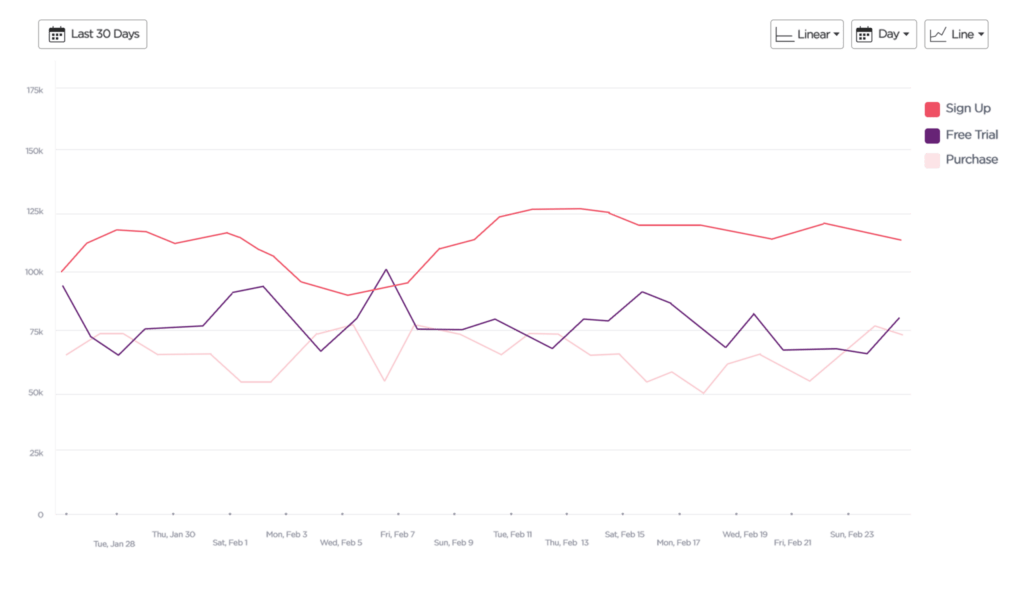 Last 30 Days
Linear
Day
Line
175k
150k
125k
100k
75k
50k
25k
0
Sign Up
Free Trial
Purchase
Tue, Jan 28
Thu, Jan 30
Sat, Feb 1
Mon, Feb 3
Wed, Feb 5
Fri, Feb 7
Sun, Feb 9
Tue, Feb 11
Thu, Feb 13
Sat, Feb 15
Mon, Feb 17
Wed, Feb 19
Fri, Feb 21
Sun, Feb 23